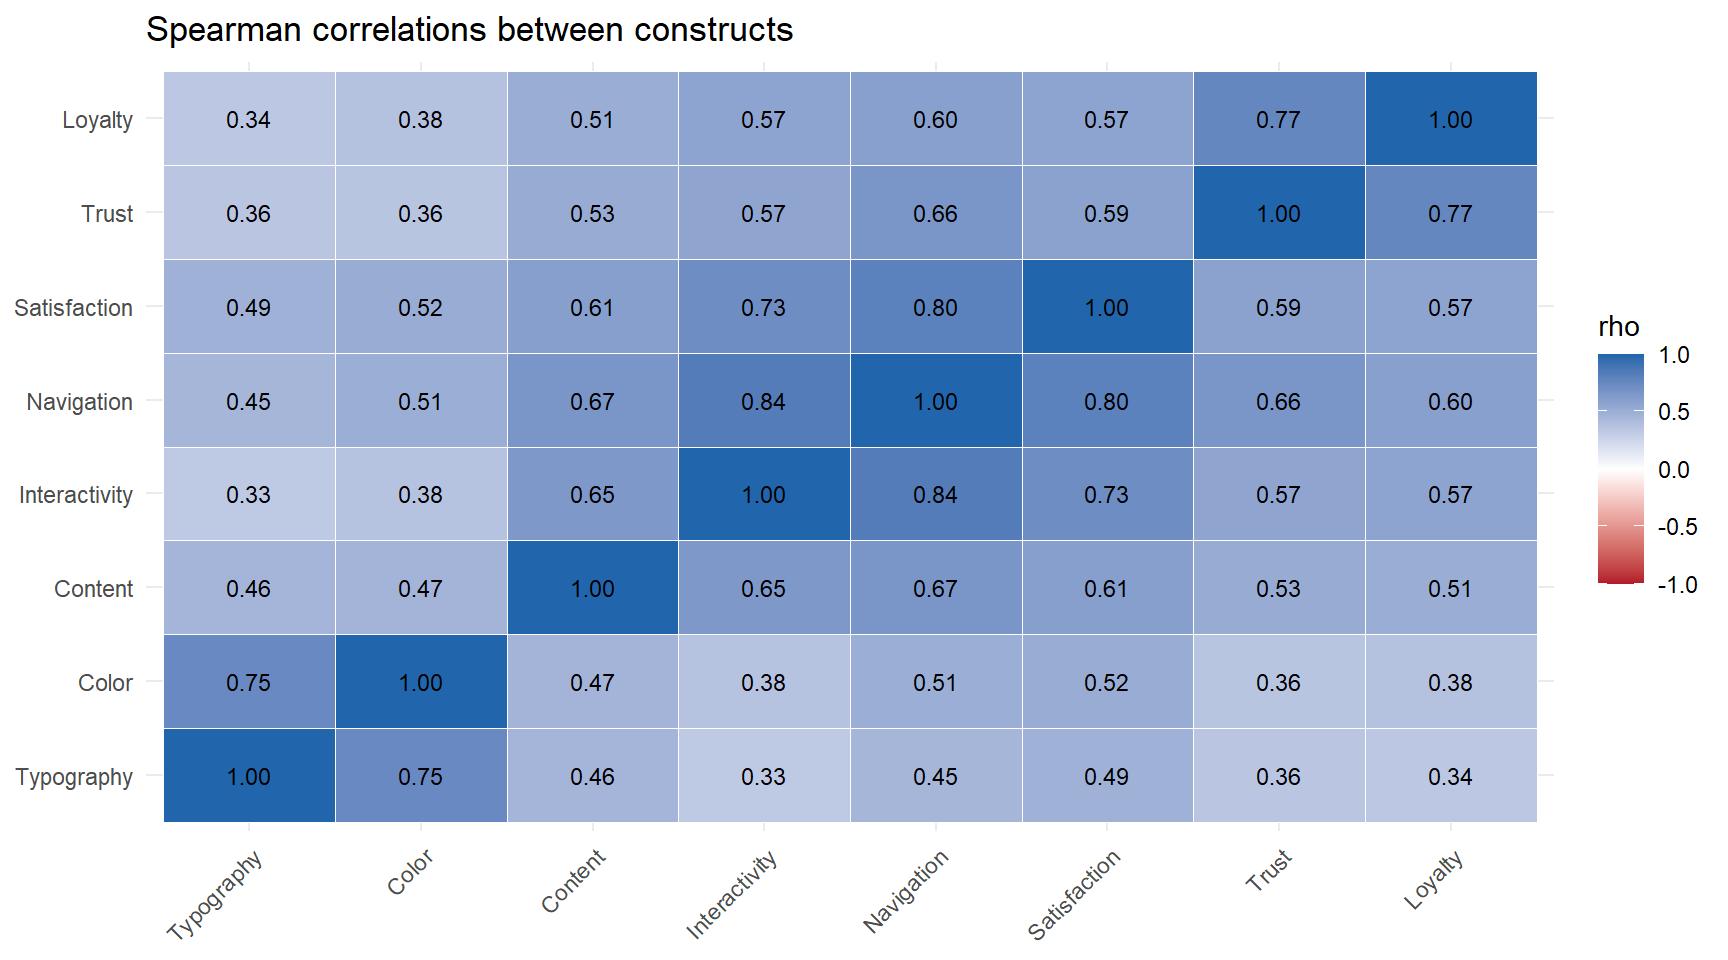 Spearman correlations between constructs
Loyalty 0.34 0.38 0.51 0.57 0.60 0.57 0.77 1.00
Trust 0.36 0.36 0.53 0.57 0.66 0.59 1.00 0.77
Satisfaction 0.49 0.52 0.61 0.73 0.80 1.00 0.59 0.57
Navigation 0.45 0.51 0.67 0.84 1.00 0.80 0.66 0.60
Interactivity 0.33 0.38 0.65 1.00 0.84 0.73 0.57 0.57
Content 0.46 0.47 1.00 0.65 0.67 0.61 0.53 0.51
Color 0.75 1.00 0.47 0.38 0.51 0.52 0.36 0.38
Typography 1.00 0.75 0.46 0.33 0.45 0.49 0.36 0.34
Typography Color Content Interactivity Navigation Satisfaction Trust Loyalty
rho
1.0
0.5
0.0
-0.5
-1.0